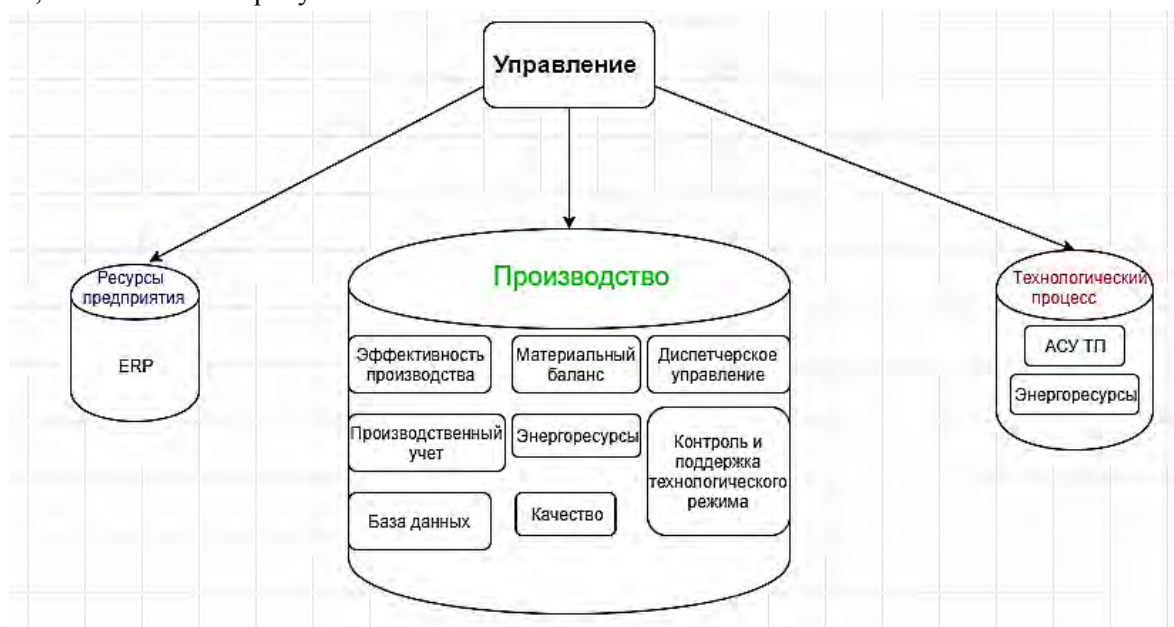 Управление
Ресурсы
предприятия
ERP
Производство
Эффективность
производства
Материальный
баланс
Диспетчерское
управление
Производственный
учет
Энергоресурсы
Контроль и
поддержка
технологического
режима
База данных
Качество
Технологический
процесс
АСУ ТП
Энергоресурсы